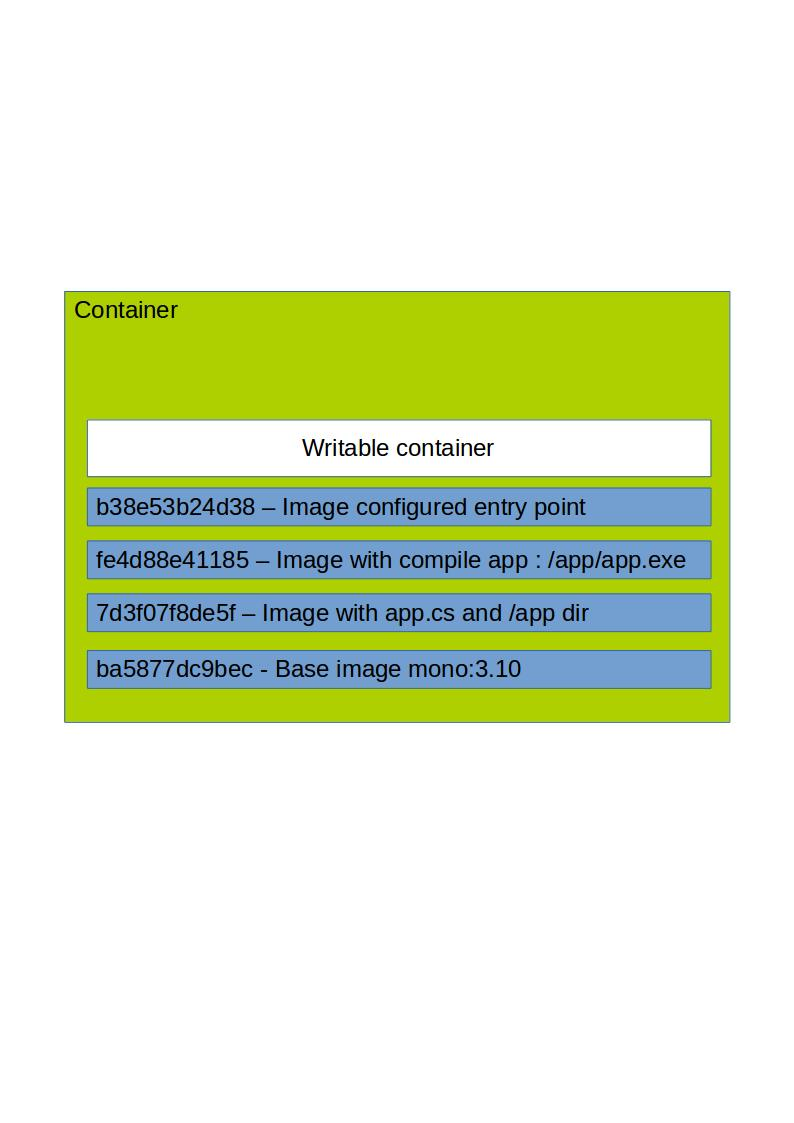 Container
Writable container
b38e53b24d38 – Image configured entry point
fe4d88e41185 – Image with compile app : /app/app.exe
7d3f07f8de5f – Image with app.cs and /app dir
ba5877dc9bec - Base image mono:3.10